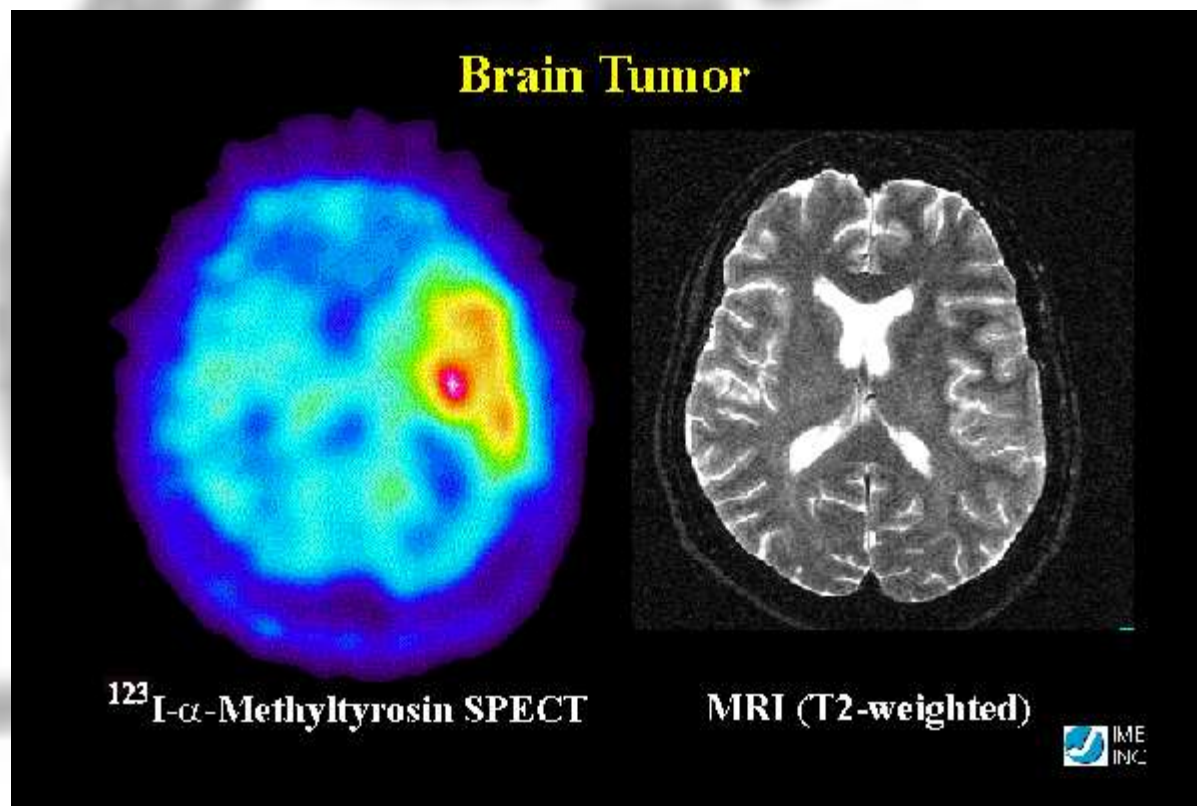 Brain Tumor
¹²³I-α-Methyltyrosin SPECT
MRI (T2-weighted)
IME
INC